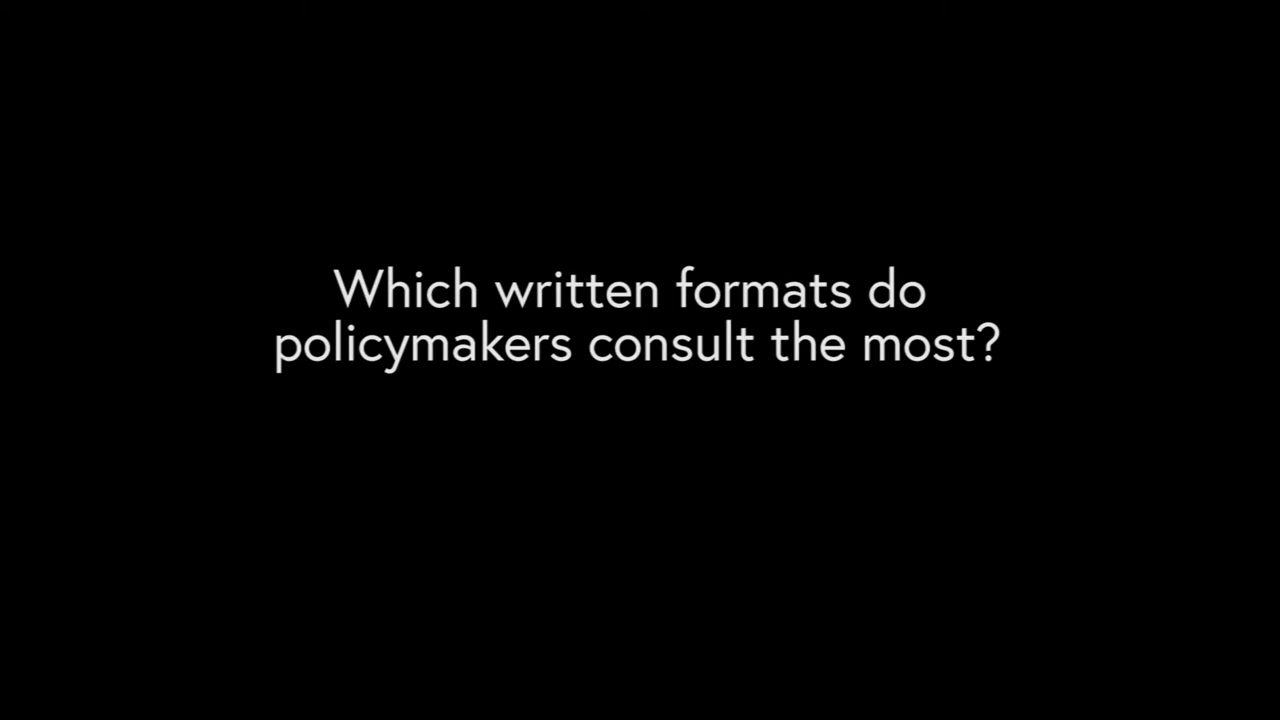 Which written formats do
policymakers consult the most?